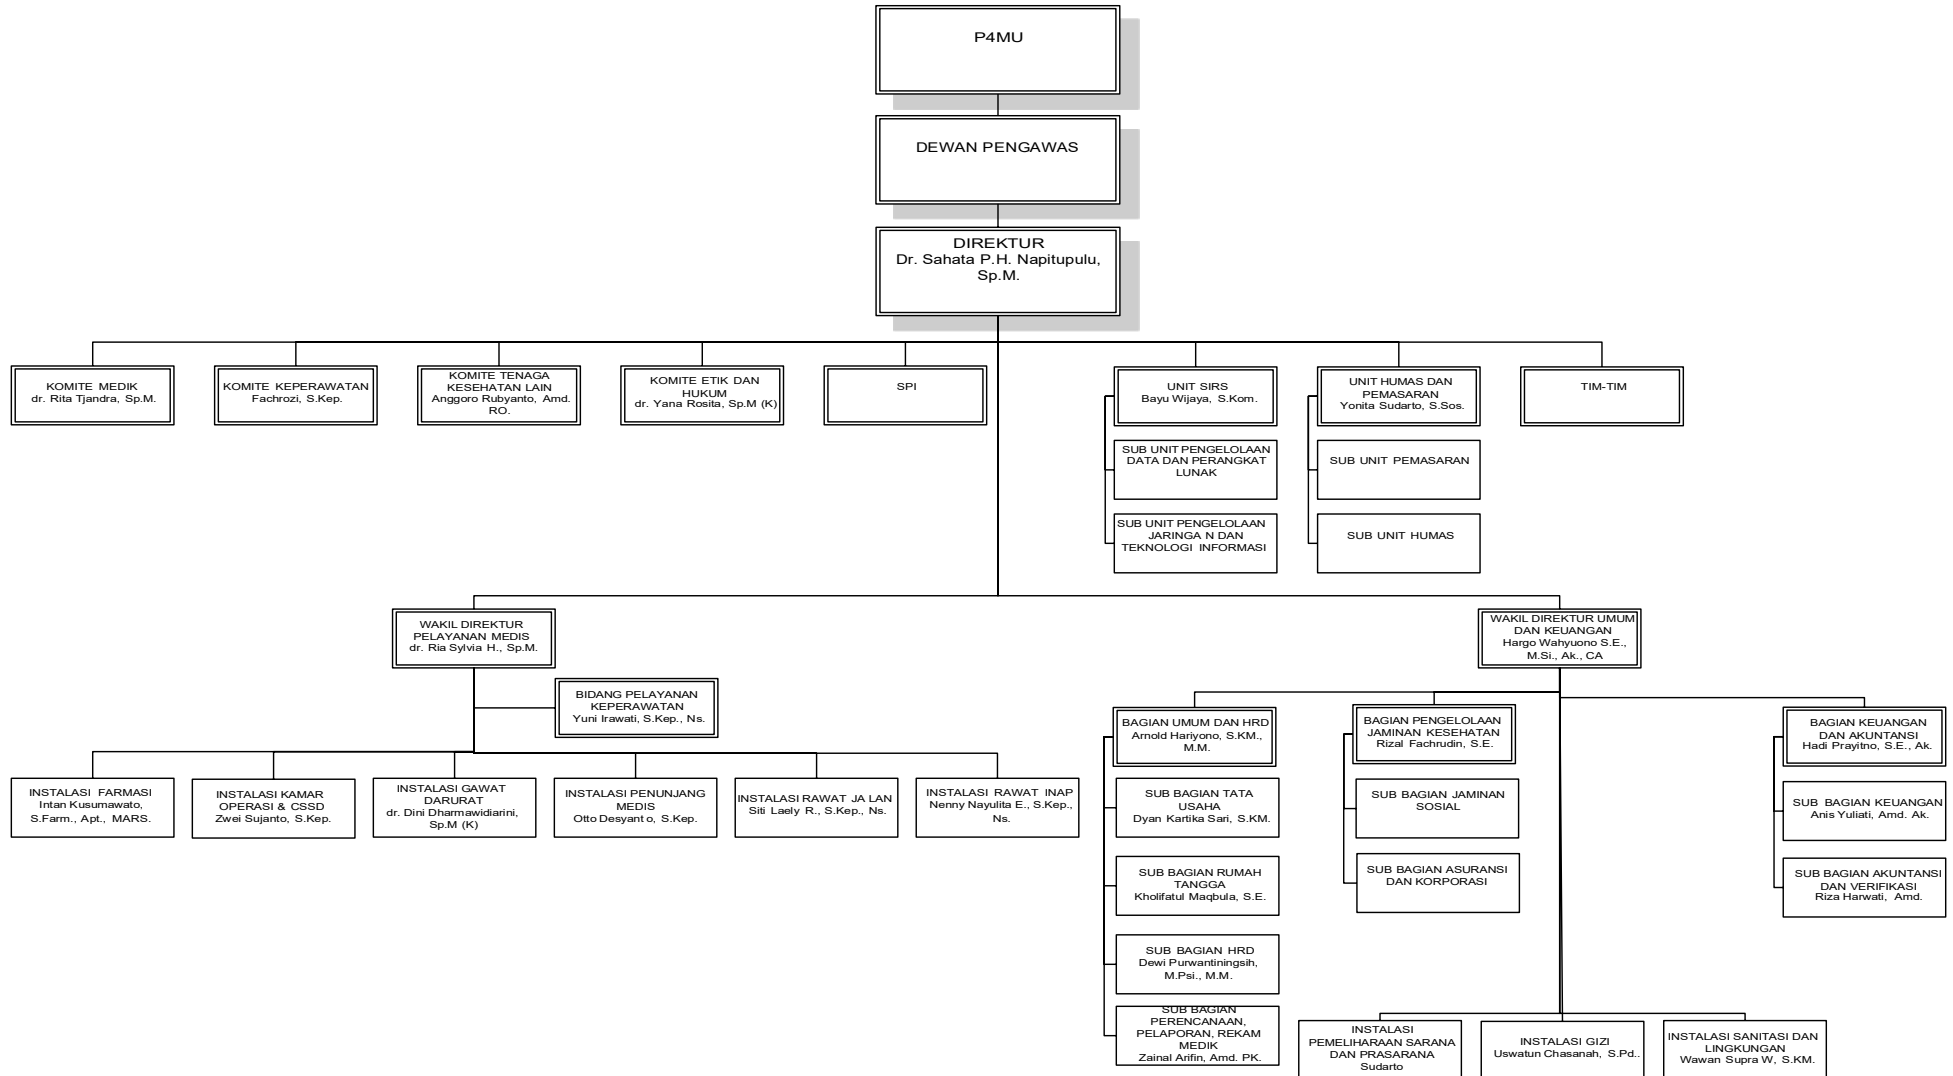 P4MU
DEWAN PENGAWAS
DIREKTUR
Dr. Sahata P.H. Napitupulu,
Sp.M.
KOMITE MEDIK
dr. Rita Tjandra, Sp.M.
KOMITE KEPERAWATAN
Fachrozi, S.Kep.
KOMITE TENAGA
KESEHATAN LAIN
Anggoro Rubyanto, Amd.
RO.
KOMITE ETIK DAN
HUKUM
dr. Yana Rosita, Sp.M (K)
SPI
UNIT SIRS
Bayu Wijaya, S.Kom.
UNIT HUMAS DAN
PEMASARAN
Yonita Sudarto, S.Sos.
TIM-TIM
SUB UNIT PENGELOLAAN
DATA DAN PERANGKAT
LUNAK
SUB UNIT PEMASARAN
SUB UNIT PENGELOLAAN
JARINGA N DAN
TEKNOLOGI INFORMASI
SUB UNIT HUMAS
WAKIL DIREKTUR
PELAYANAN MEDIS
dr. Ria Sylvia H., Sp.M.
WAKIL DIREKTUR UMUM
DAN KEUANGAN
Hargo Wahyuono S.E.,
M.Si., Ak., CA
BIDANG PELAYANAN
KEPERAWATAN
Yuni Irawati, S.Kep., Ns.
BAGIAN UMUM DAN HRD
Arnold Hariyono, S.KM.,
M.M.
BAGIAN PENGELOLAAN
JAMINAN KESEHATAN
Rizal Fachrudin, S.E.
BAGIAN KEUANGAN
DAN AKUNTANSI
Hadi Prayitno, S.E., Ak.
INSTALASI FARMASI
Intan Kusumawato,
S.Farm., Apt., MARS.
INSTALASI KAMAR
OPERASI & CSSD
Zwei Sujanto, S.Kep.
INSTALASI GAWAT
DARURAT
dr. Dini Dharmawidiarini,
Sp.M (K)
INSTALASI PENUNJANG
MEDIS
Otto Desyant o, S.Kep.
INSTALASI RAWAT JA LAN
Siti Laely R., S.Kep., Ns.
INSTALASI RAWAT INAP
Nenny Nayulita E., S.Kep.,
Ns.
SUB BAGIAN TATA
USAHA
Dyan Kartika Sari, S.KM.
SUB BAGIAN JAMINAN
SOSIAL
SUB BAGIAN KEUANGAN
Anis Yuliati, Amd. Ak.
SUB BAGIAN RUMAH
TANGGA
Kholifatul Maqbula, S.E.
SUB BAGIAN ASURANSI
DAN KORPORASI
SUB BAGIAN AKUNTANSI
DAN VERIFIKASI
Riza Harwati, Amd.
SUB BAGIAN HRD
Dewi Purwantiningsih,
M.Psi., M.M.
SUB BAGIAN
PERENCANAAN,
PELAPORAN, REKAM
MEDIK
Zainal Arifin, Amd. PK.
INSTALASI
PEMELIHARAAN SARANA
DAN PRASARANA
Sudarto
INSTALASI GIZI
Uswatun Chasanah, S.Pd..
INSTALASI SANITASI DAN
LINGKUNGAN
Wawan Supra W, S.KM.